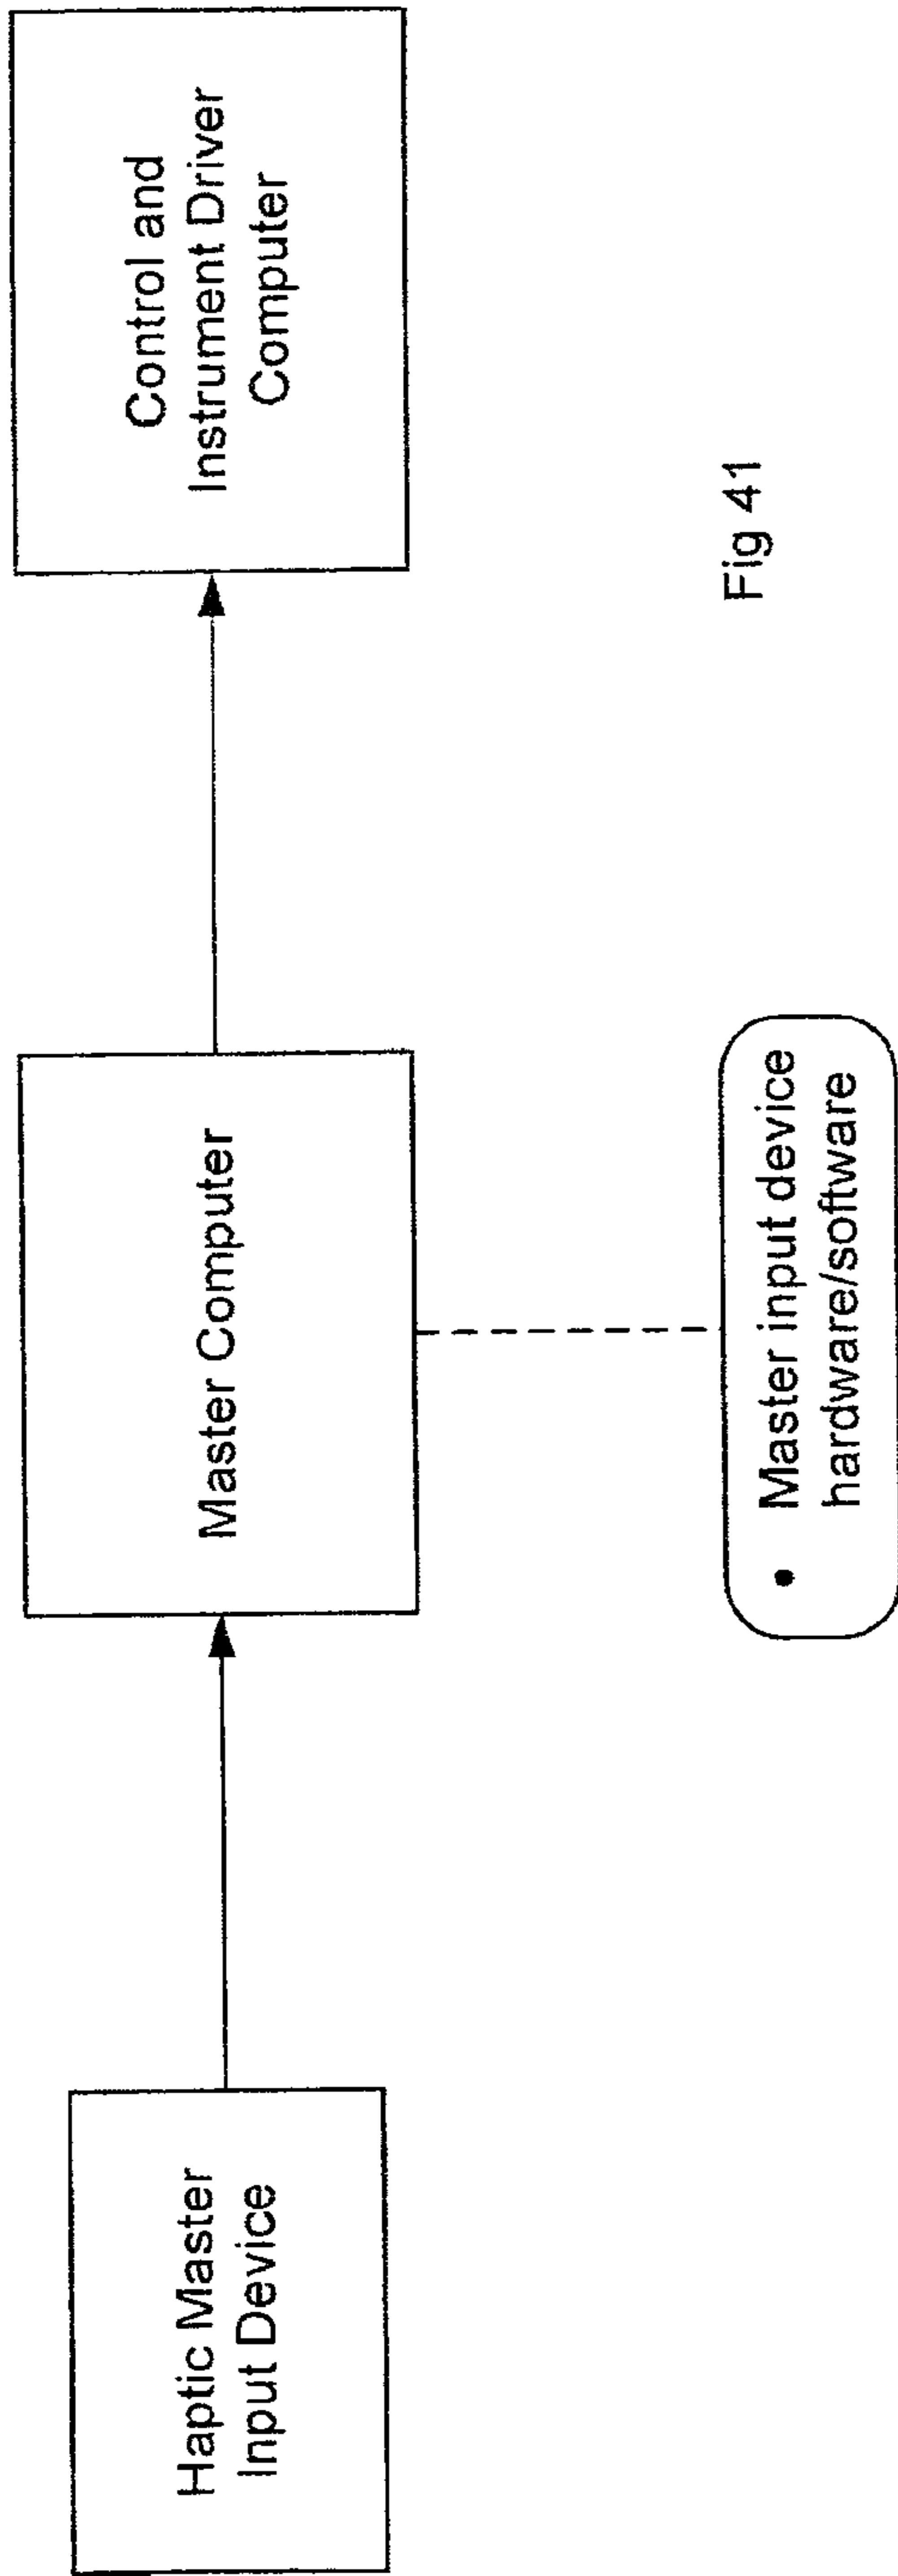 Haptic Master
Input Device
Master Computer
Control and
Instrument Driver
Computer
• Master input device
hardware/software
Fig 41